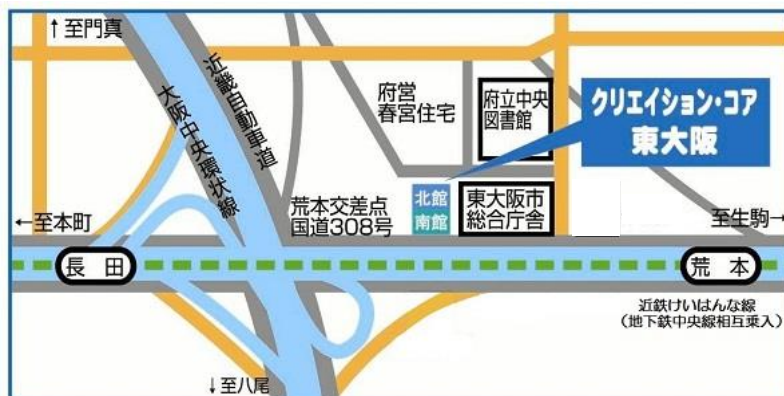 ↑至門真
近畿自動車道
大阪中央環状線
府営
春宮住宅
府立中央
図書館
クリエイション・コア
東大阪
北館
南館
東大阪市
総合庁舎
荒本交差点
国道308号
←至本町
至生駒→
長田
荒本
近鉄けいはんな線
(地下鉄中央線相互乗入)
↓至八尾